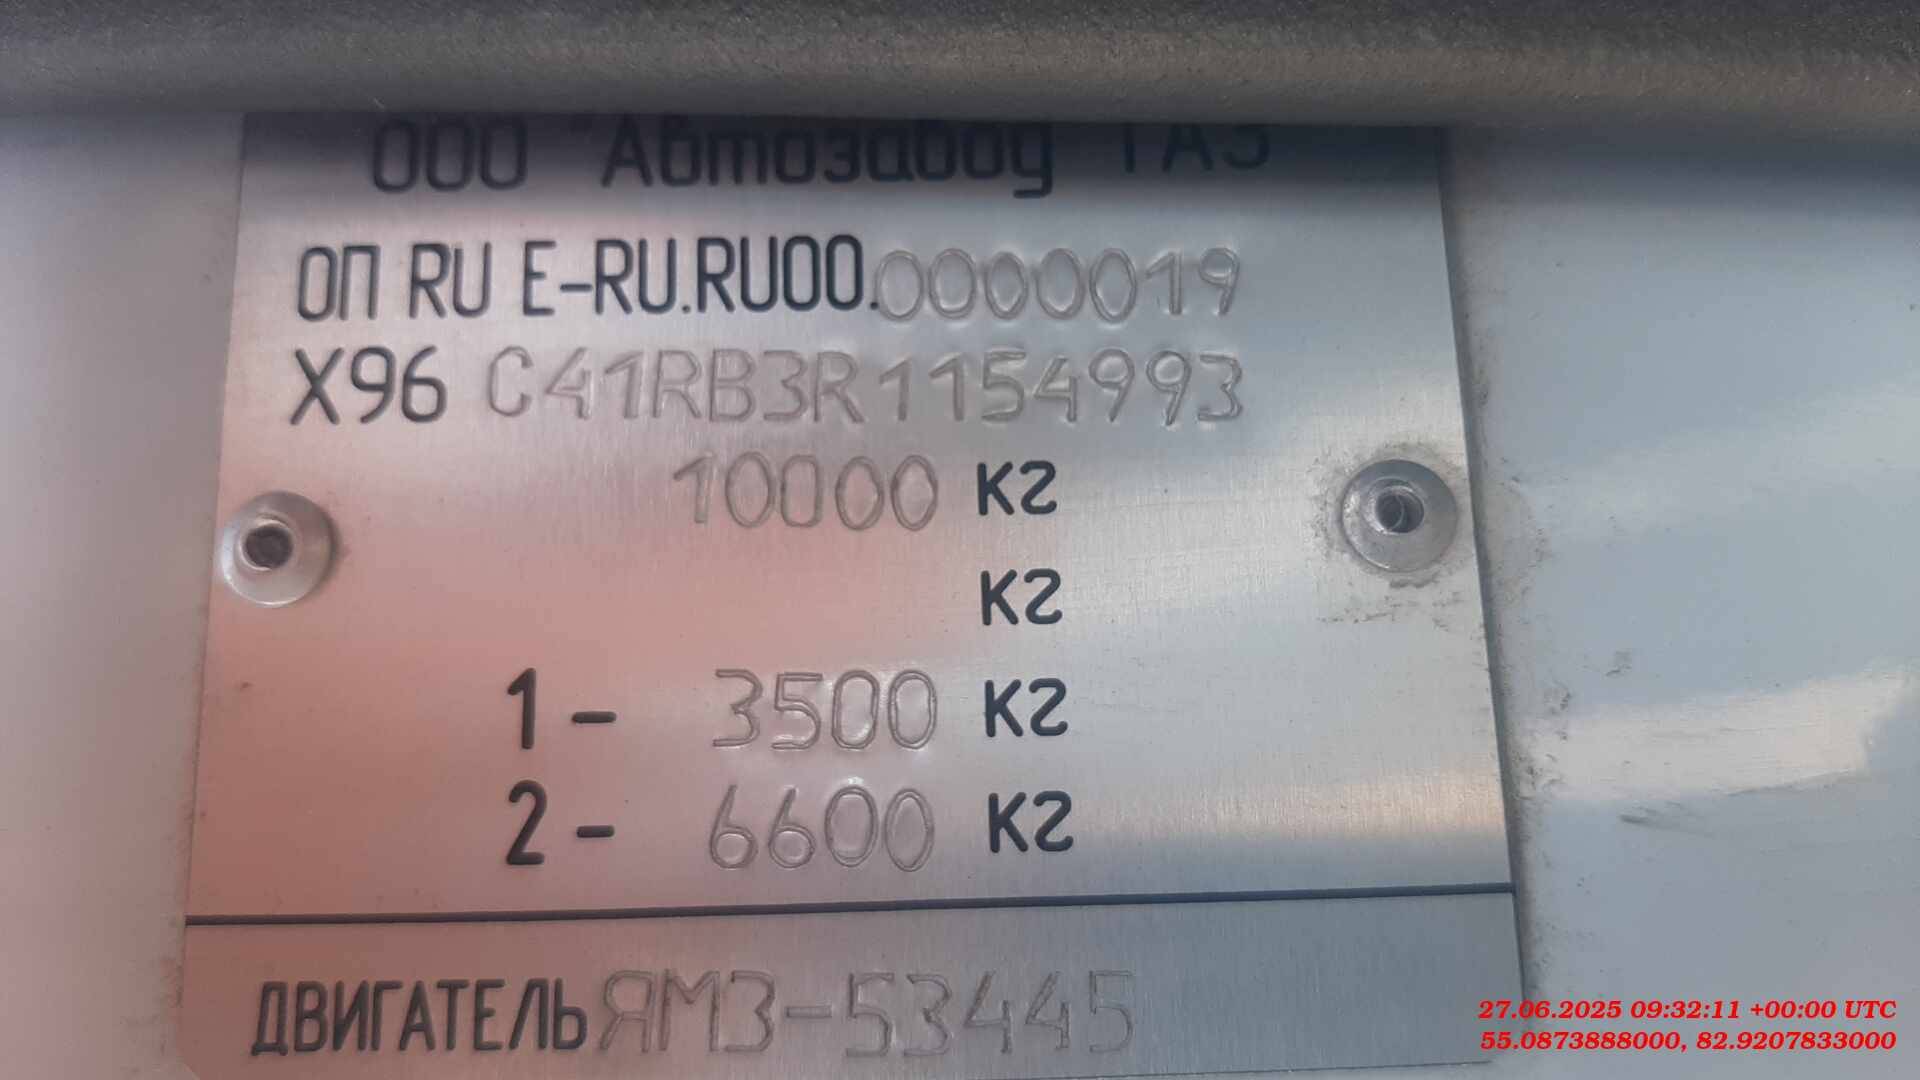 ООО "Автозавод ГАЗ
ОП RU E-RU.RU00.0000019
X96 C41RB3R1154993
10000 кг
кг
1 - 3500 кг
2 - 6600 кг
ДВИГАТЕЛЬ ЯМЗ-53445
27.06.2025 09:32:11 +00:00 UTC
55.0873888000, 82.9207833000